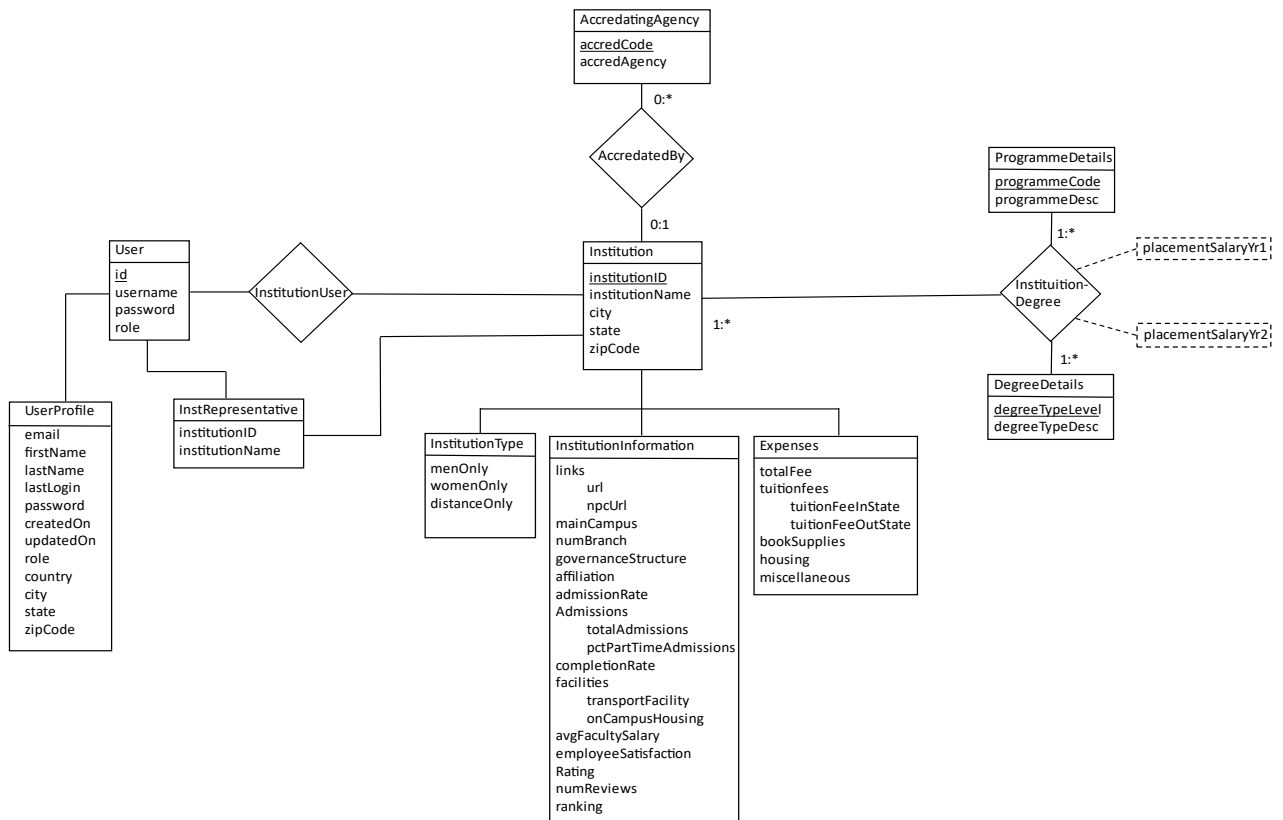 AccredatingAgency
accredCode
accredAgency
0:*
AccredatedBy
0:1
ProgrammeDetails
programmeCode
programmeDesc
1:*
placementSalaryYr1
Instituition-
Degree
placementSalaryYr2
1:*
DegreeDetails
degreeTypeLevel
degreeTypeDesc
User
id
username
password
role
InstitutionUser
Institution
institutionID
institutionName
city
state
zipCode
1:*
UserProfile
email
firstName
lastName
lastLogin
password
createdOn
updatedOn
role
country
city
state
zipCode
InstRepresentative
institutionID
institutionName
InstitutionType
menOnly
womenOnly
distanceOnly
InstitutionInformation
links
url
npcUrl
mainCampus
numBranch
governanceStructure
affiliation
admissionRate
Admissions
totalAdmissions
pctPartTimeAdmissions
completionRate
facilities
transportFacility
onCampusHousing
avgFacultySalary
employeeSatisfaction
Rating
numReviews
ranking
Expenses
totalFee
tuitionfees
tuitionFeeInState
tuitionFeeOutState
bookSupplies
housing
miscellaneous